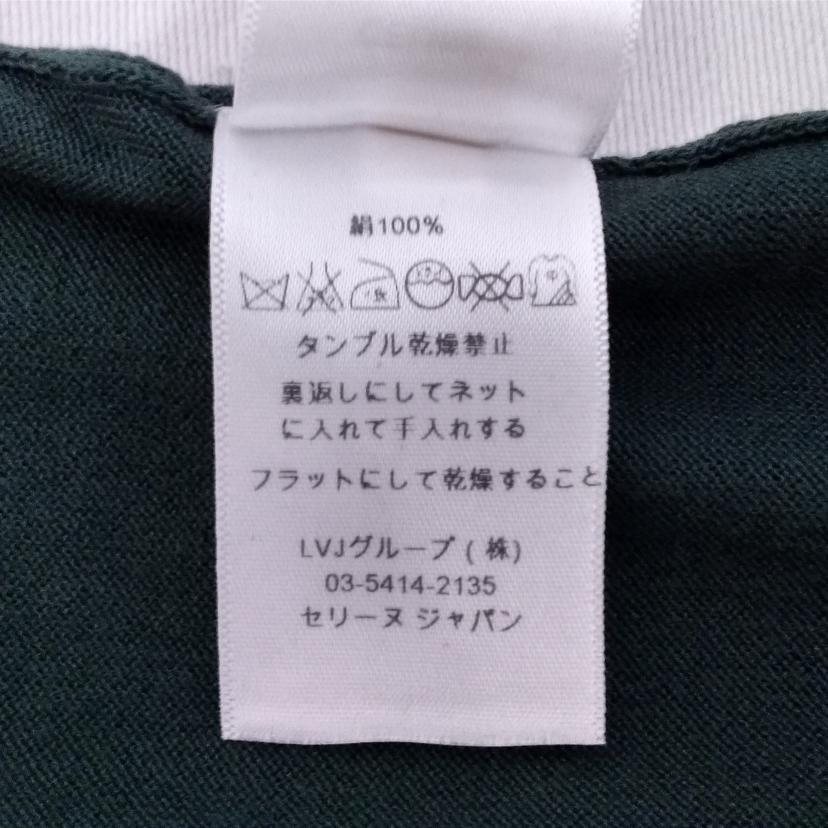 絹100%
タンブル乾燥禁止
裏返しにしてネット
に入れて手入れする
フラットにして乾燥すること
LVJグループ ( 株)
03-5414-2135
セリーヌ ジャパン